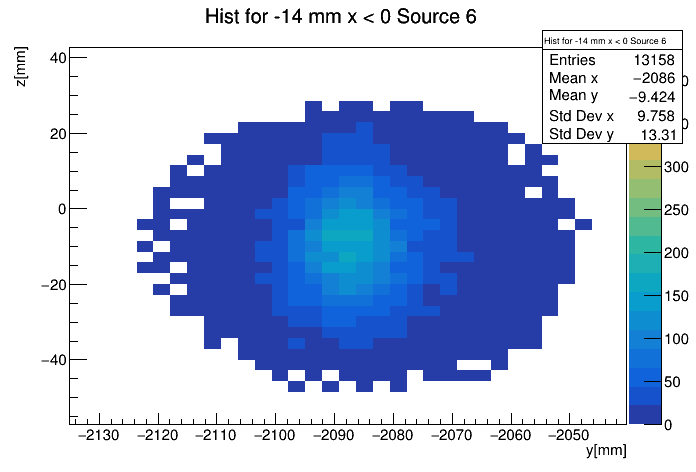 Hist for -14 mm x < 0 Source 6
z[mm]
Hist for -14 mm x < 0 Source 6
Entries 13158
Mean x −2086
Mean y −9.424
Std Dev x 9.758
Std Dev y 13.31
40
20
0
−20
−40
300
250
200
150
100
50
0
−2130 −2120 −2110 −2100 −2090 −2080 −2070 −2060 −2050
y[mm]